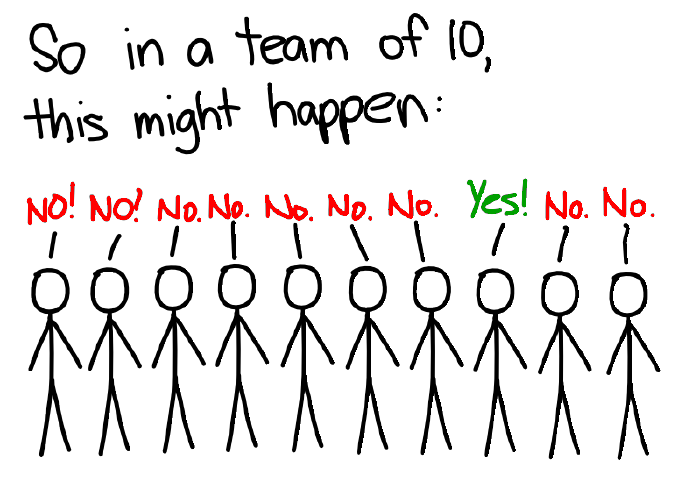 So in a team of 10,
this might happen:
NO! NO! No. No. No. No. No. Yes! No. No.